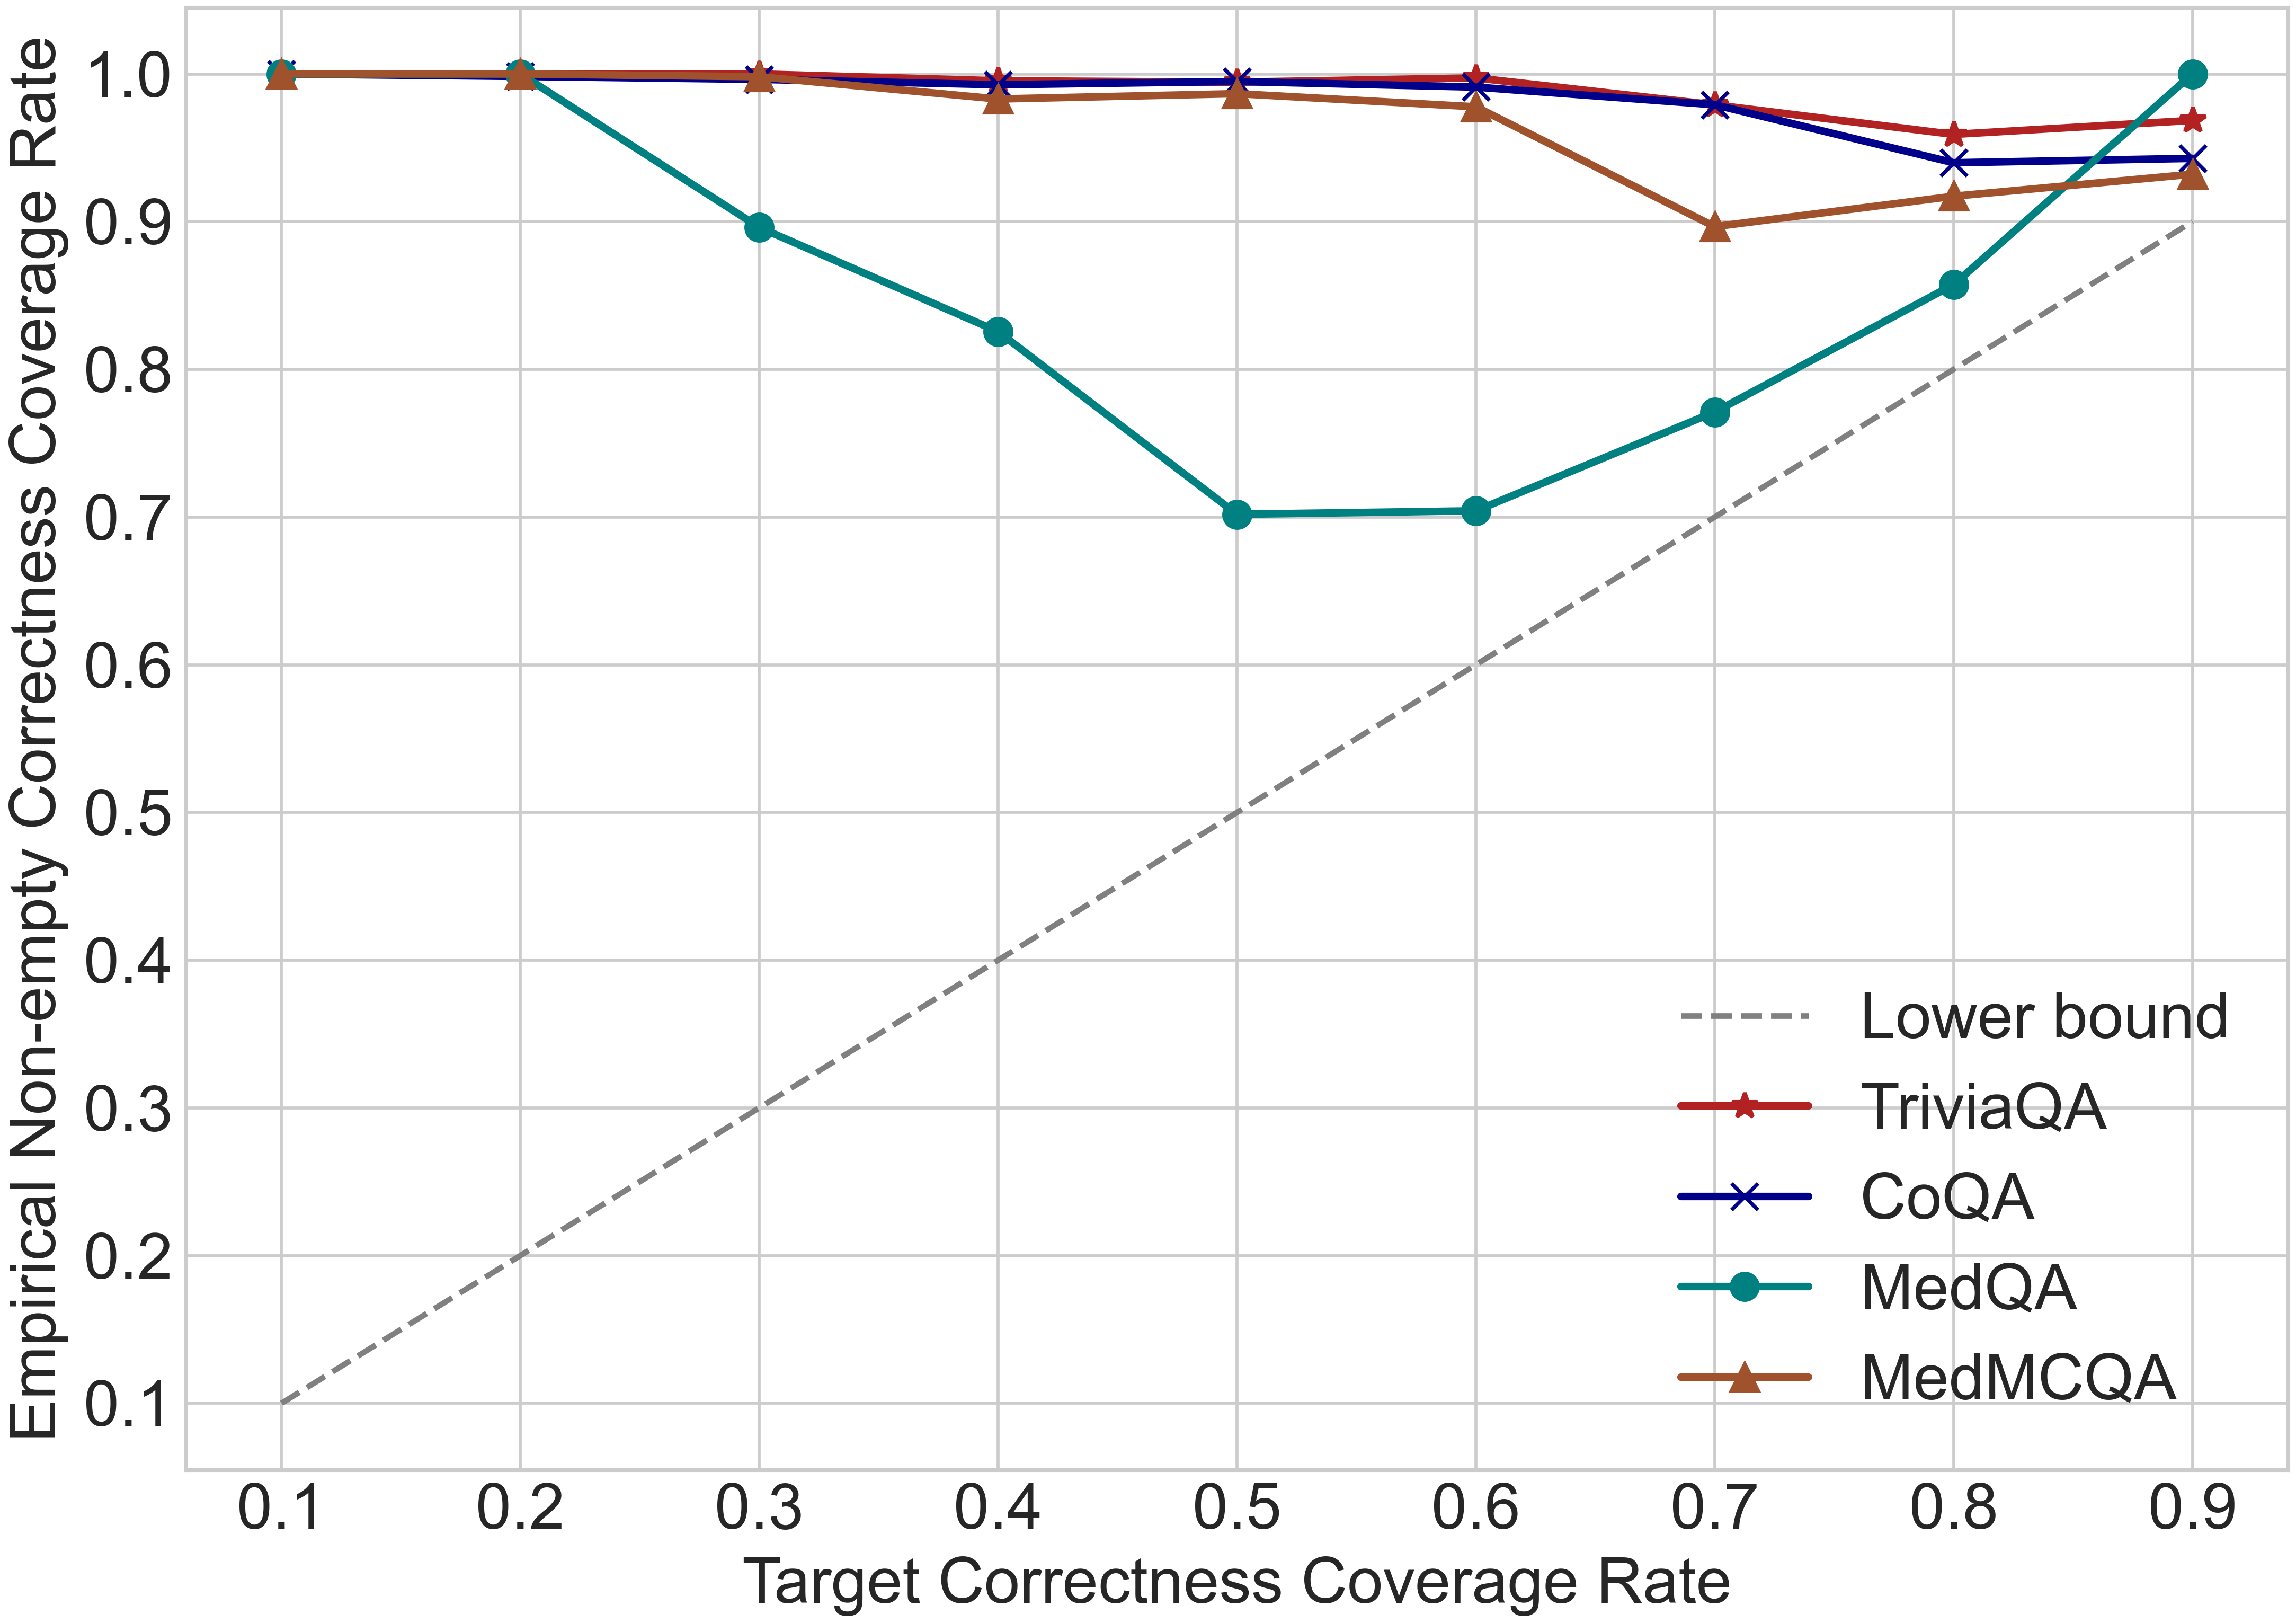 Empirical Non-empty Correctness Coverage Rate
1.0
0.9
0.8
0.7
0.6
0.5
0.4
0.3
0.2
0.1
Lower bound
TriviaQA
CoQA
MedQA
MedMCQA
0.1 0.2 0.3 0.4 0.5 0.6 0.7 0.8 0.9
Target Correctness Coverage Rate